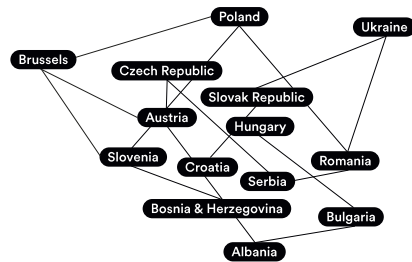 Poland
Ukraine
Brussels
Czech Republic
Slovak Republic
Austria
Hungary
Slovenia
Croatia
Romania
Serbia
Bosnia & Herzegovina
Bulgaria
Albania